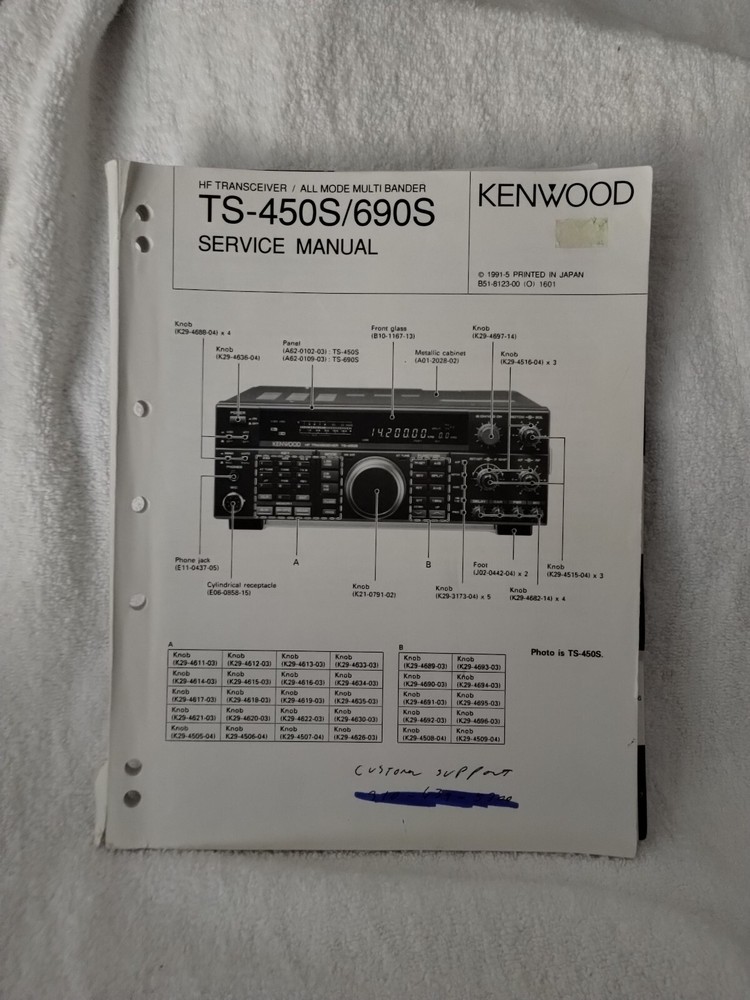 HF TRANSCEIVER / ALL MODE MULTI BANDER
TS-450S/690S
SERVICE MANUAL
KENWOOD
© 1991-5 PRINTED IN JAPAN
B51-8123-00 (O) 1601
Knob
(K29-4688-04) x 4
Knob
(K29-4636-04)
Panel
(A62-0102-03) : TS-450S
(A62-0109-03) : TS-690S
Front glass
(B10-1167-13)
Metallic cabinet
(A01-2028-02)
Knob
(K29-4697-14)
Knob
(K29-4516-04) x 3
KENWOOD
14.200.00
Phone jack
(E11-0437-05)
Cylindrical receptacle
(E06-0858-15)
A
Knob
(K21-0791-02)
B
Knob
(K29-3173-04) x 5
Foot
(J02-0442-04) x 2
Knob
(K29-4682-14) x 4
Knob
(K29-4515-04) x 3
Photo is TS-450S.
A
Knob Knob Knob Knob
(K29-4611-03) (K29-4612-03) (K29-4613-03) (K29-4633-03)
Knob Knob Knob Knob
(K29-4614-03) (K29-4615-03) (K29-4616-03) (K29-4634-03)
Knob Knob Knob Knob
(K29-4617-03) (K29-4618-03) (K29-4619-03) (K29-4635-03)
Knob Knob Knob Knob
(K29-4621-03) (K29-4620-03) (K29-4622-03) (K29-4630-03)
Knob Knob Knob Knob
(K29-4505-04) (K29-4506-04) (K29-4507-04) (K29-4626-03)
B
Knob Knob
(K29-4689-03) (K29-4693-03)
Knob Knob
(K29-4690-03) (K29-4694-03)
Knob Knob
(K29-4691-03) (K29-4695-03)
Knob Knob
(K29-4692-03) (K29-4696-03)
Knob Knob
(K29-4508-04) (K29-4509-04)
Custom support